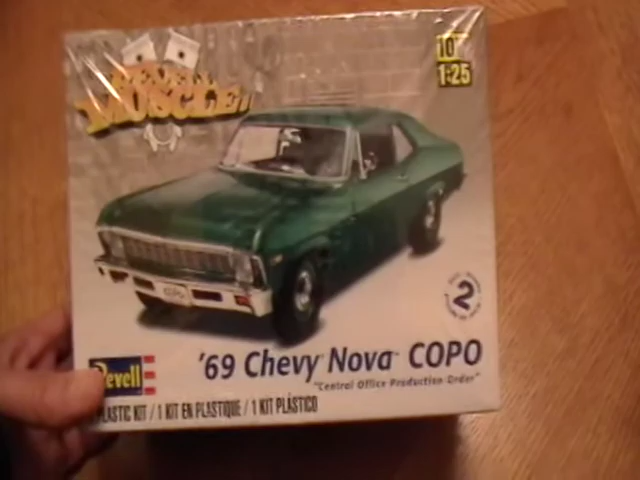 REVELL
MUSCLE
10+
1:25
2
'69 Chevy Nova COPO
"Central Office Production Order"
Revell
PLASTIC KIT / 1 KIT EN PLASTIQUE / 1 KIT PLÁSTICO